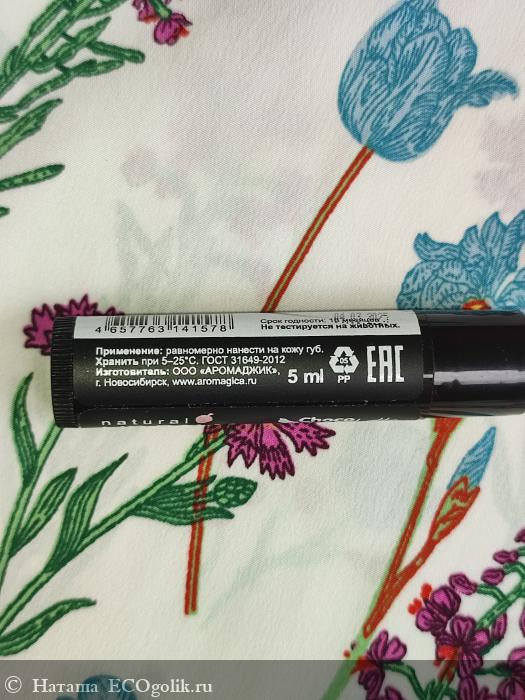 4 657763 141578
Срок годности: 18 месяцев
Не тестируется на животных.
Применение: равномерно нанести на кожу губ.
Хранить при 5–25°C. ГОСТ 31649-2012
Изготовитель: ООО «АРОМАДЖИК»,
г. Новосибирск, www.aromagica.ru
5 ml
05
PP
EAC
natural
© Наташа ECOgolik.ru